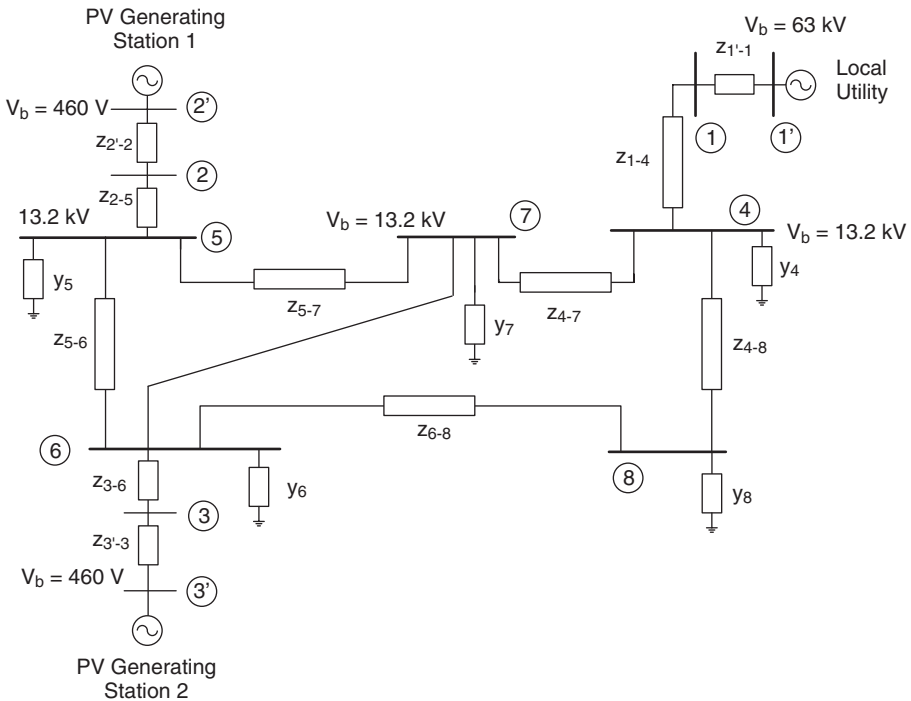 PV Generating
Station 1
V_b = 460 V
2'
z_2'-2
2
z_2-5
13.2 kV
5
y_5
z_5-6
z_5-7
V_b = 13.2 kV
7
z_4-7
y_7
V_b = 63 kV
z_1'-1
Local
Utility
1
1'
z_1-4
4
V_b = 13.2 kV
y_4
z_4-8
z_6-8
6
z_3-6
y_6
8
y_8
3
z_3'-3
V_b = 460 V
3'
PV Generating
Station 2